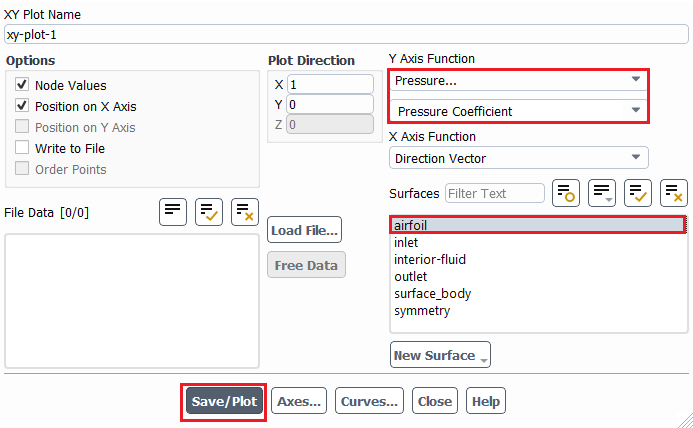 XY Plot Name
xy-plot-1
Options
Node Values
Position on X Axis
Position on Y Axis
Write to File
Order Points
Plot Direction
X 1
Y 0
Z 0
Y Axis Function
Pressure...
Pressure Coefficient
X Axis Function
Direction Vector
File Data [0/0]
Load File...
Free Data
Surfaces Filter Text
airfoil
inlet
interior-fluid
outlet
surface_body
symmetry
New Surface
Save/Plot Axes... Curves... Close Help